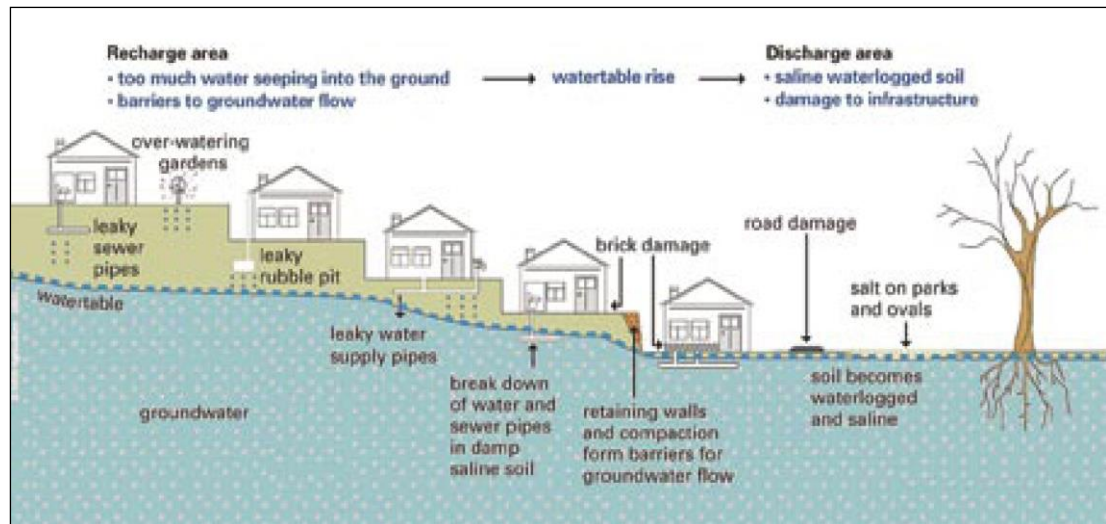 Recharge area
• too much water seeping into the ground
• barriers to groundwater flow
watertable rise
Discharge area
• saline waterlogged soil
• damage to infrastructure
over-watering
gardens
leaky
sewer
pipes
leaky
rubble pit
watertable
leaky water
supply pipes
groundwater
break down
of water and
sewer pipes
in damp
saline soil
brick damage
retaining walls
and compaction
form barriers for
groundwater flow
road damage
salt on parks
and ovals
soil becomes
waterlogged
and saline